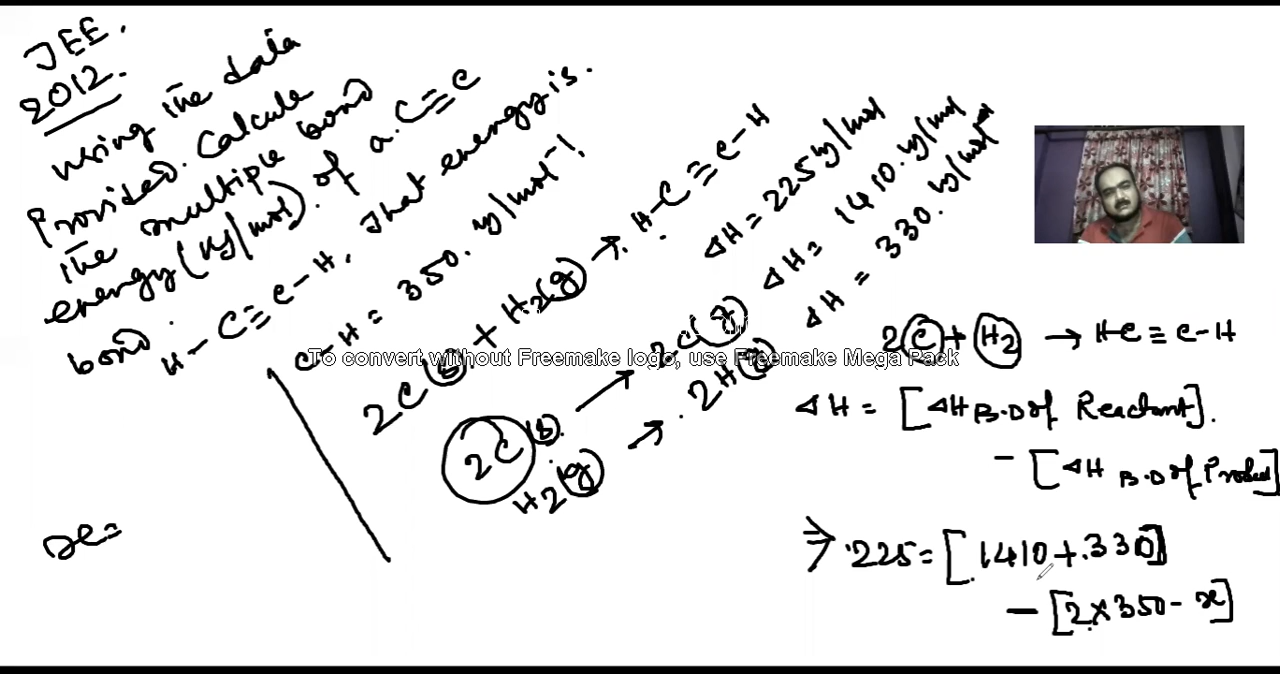 JEE.
2012.
using the data
Provided. Calcule
the multiple bond
energy (kJ/mol). of a. C≡C
bond. H-C≡C-H. That energy is.
C-H = 350. kJ/mol⁻¹.
2C(s) + H2(g) → H-C≡C-H
ΔH = 225 kJ/mol
2C(s) → 2C(g) ΔH = 1410. kJ/mol
H2(g) → 2H(g) ΔH = 330. kJ/mol
To convert without Freemake logo, use Freemake Mega Pack
x=
2C + H2 → HC≡C-H
ΔH = [ΔH B.D of Reactant].
- [ΔH B.D of Product]
⇒ 225 = [1410 + 330]
- [2×350 - x]